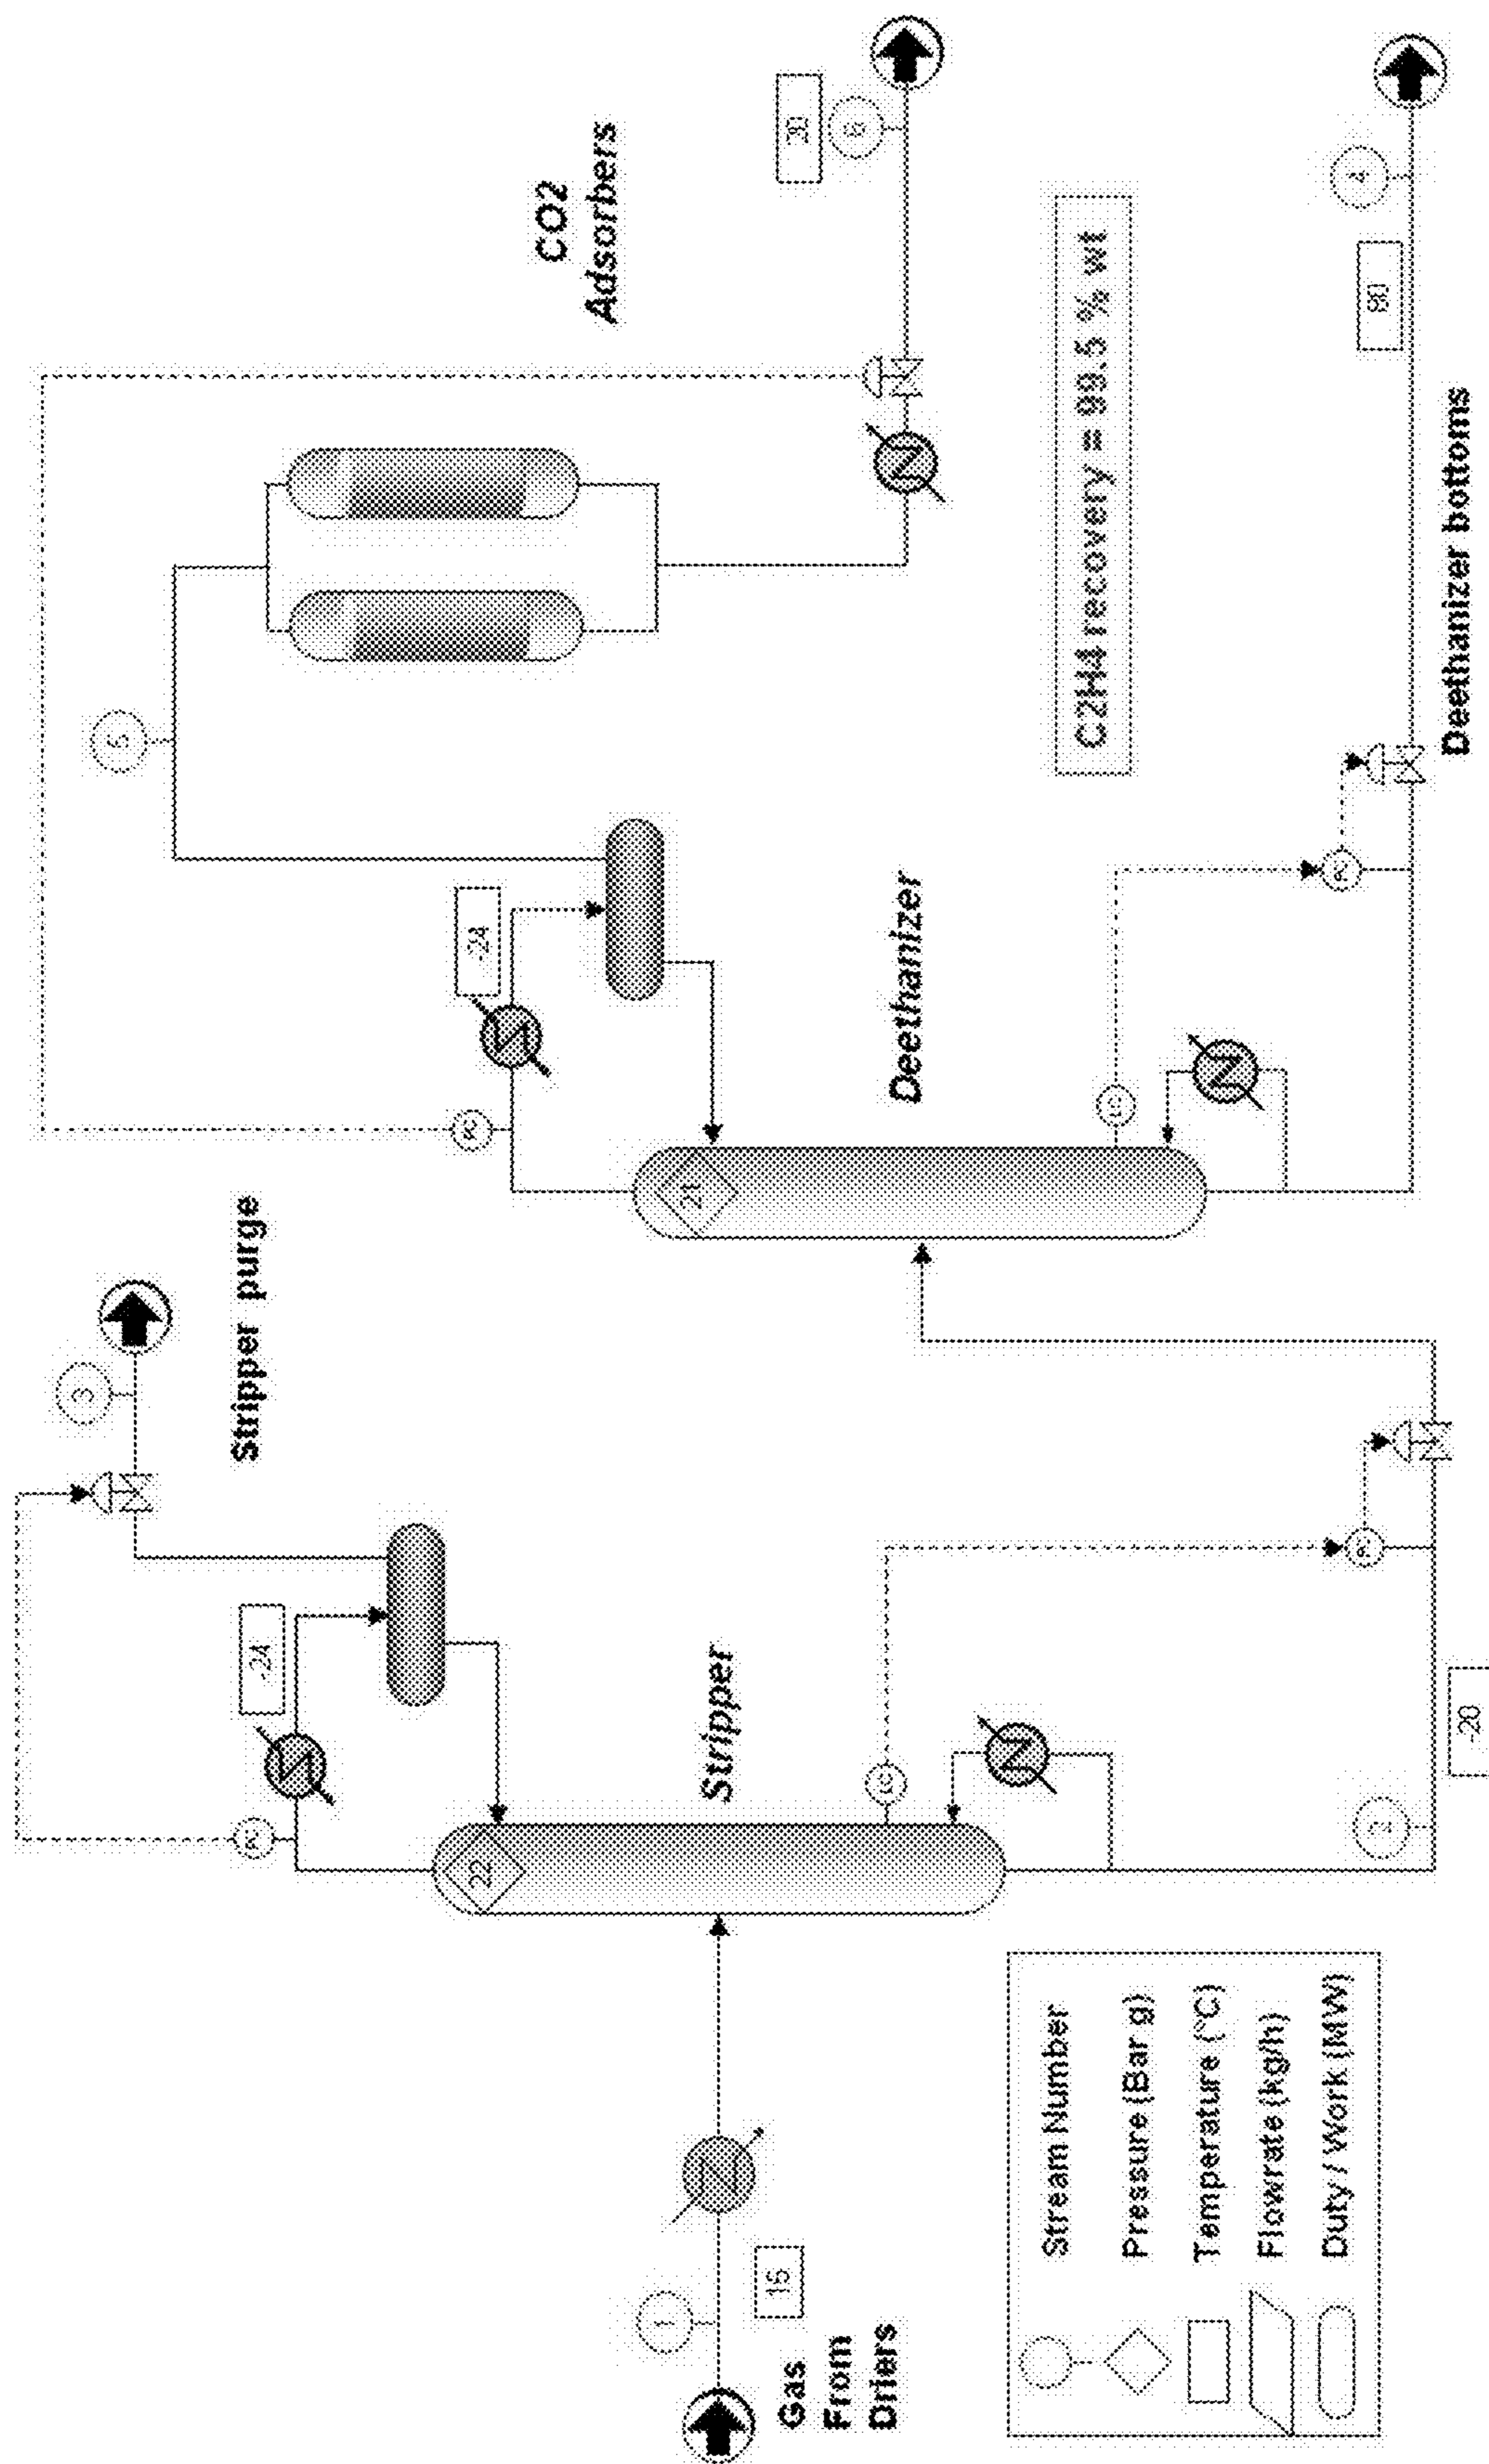 Stripper purge
3
-24
22
Stripper
LC
2
-20
1
15
Gas
From
Driers
Stream Number
Pressure (Bar g)
Temperature (°C)
Flowrate (kg/h)
Duty / Work (MW)
5
-24
21
Deethanizer
LC
CO2
Adsorbers
6
C2H4 recovery = 99.5 % wt
4
Deethanizer bottoms